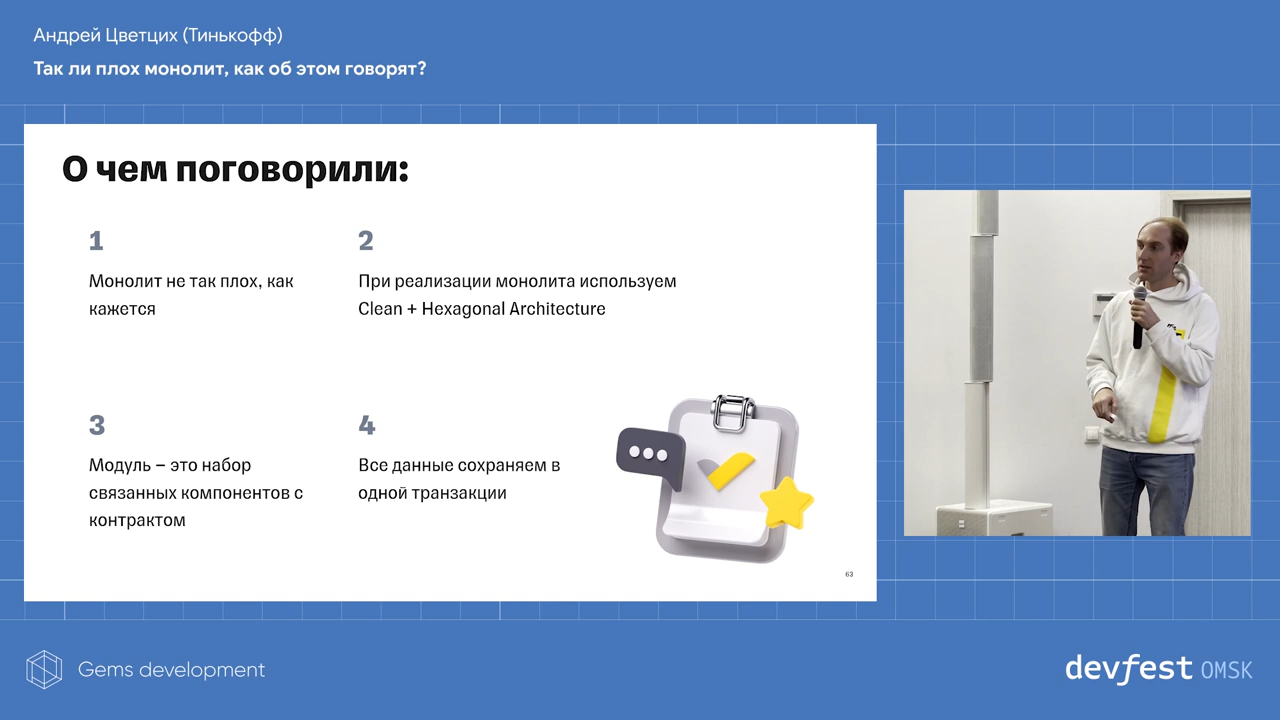 Андрей Цветцих (Тинькофф)
Так ли плох монолит, как об этом говорят?
О чем поговорили:
1
Монолит не так плох, как
кажется
2
При реализации монолита используем
Clean + Hexagonal Architecture
3
Модуль – это набор
связанных компонентов с
контрактом
4
Все данные сохраняем в
одной транзакции
63
Gems development
devfest OMSK